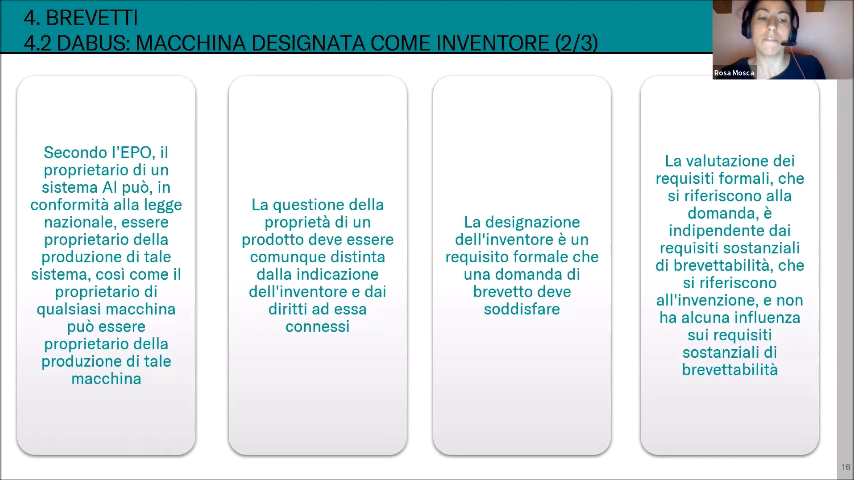 4. BREVETTI
4.2 DABUS: MACCHINA DESIGNATA COME INVENTORE (2/3)
Rosa Mosca
Secondo l'EPO, il
proprietario di un
sistema AI può, in
conformità alla legge
nazionale, essere
proprietario della
produzione di tale
sistema, così come il
proprietario di
qualsiasi macchina
può essere
proprietario della
produzione di tale
macchina
La questione della
proprietà di un
prodotto deve essere
comunque distinta
dalla indicazione
dell'inventore e dai
diritti ad essa
connessi
La designazione
dell'inventore è un
requisito formale che
una domanda di
brevetto deve
soddisfare
La valutazione dei
requisiti formali, che
si riferiscono alla
domanda, è
indipendente dai
requisiti sostanziali
di brevettabilità, che
si riferiscono
all'invenzione, e non
ha alcuna influenza
sui requisiti
sostanziali di
brevettabilità
16